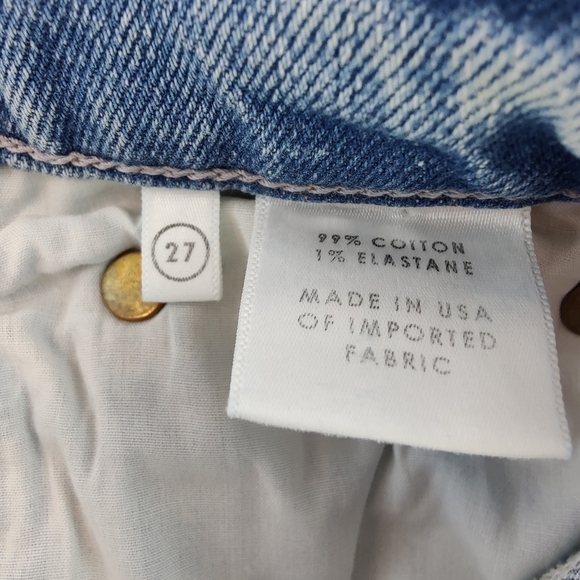 27
99% COTTON
1% ELASTANE
MADE IN USA
OF IMPORTED
FABRIC